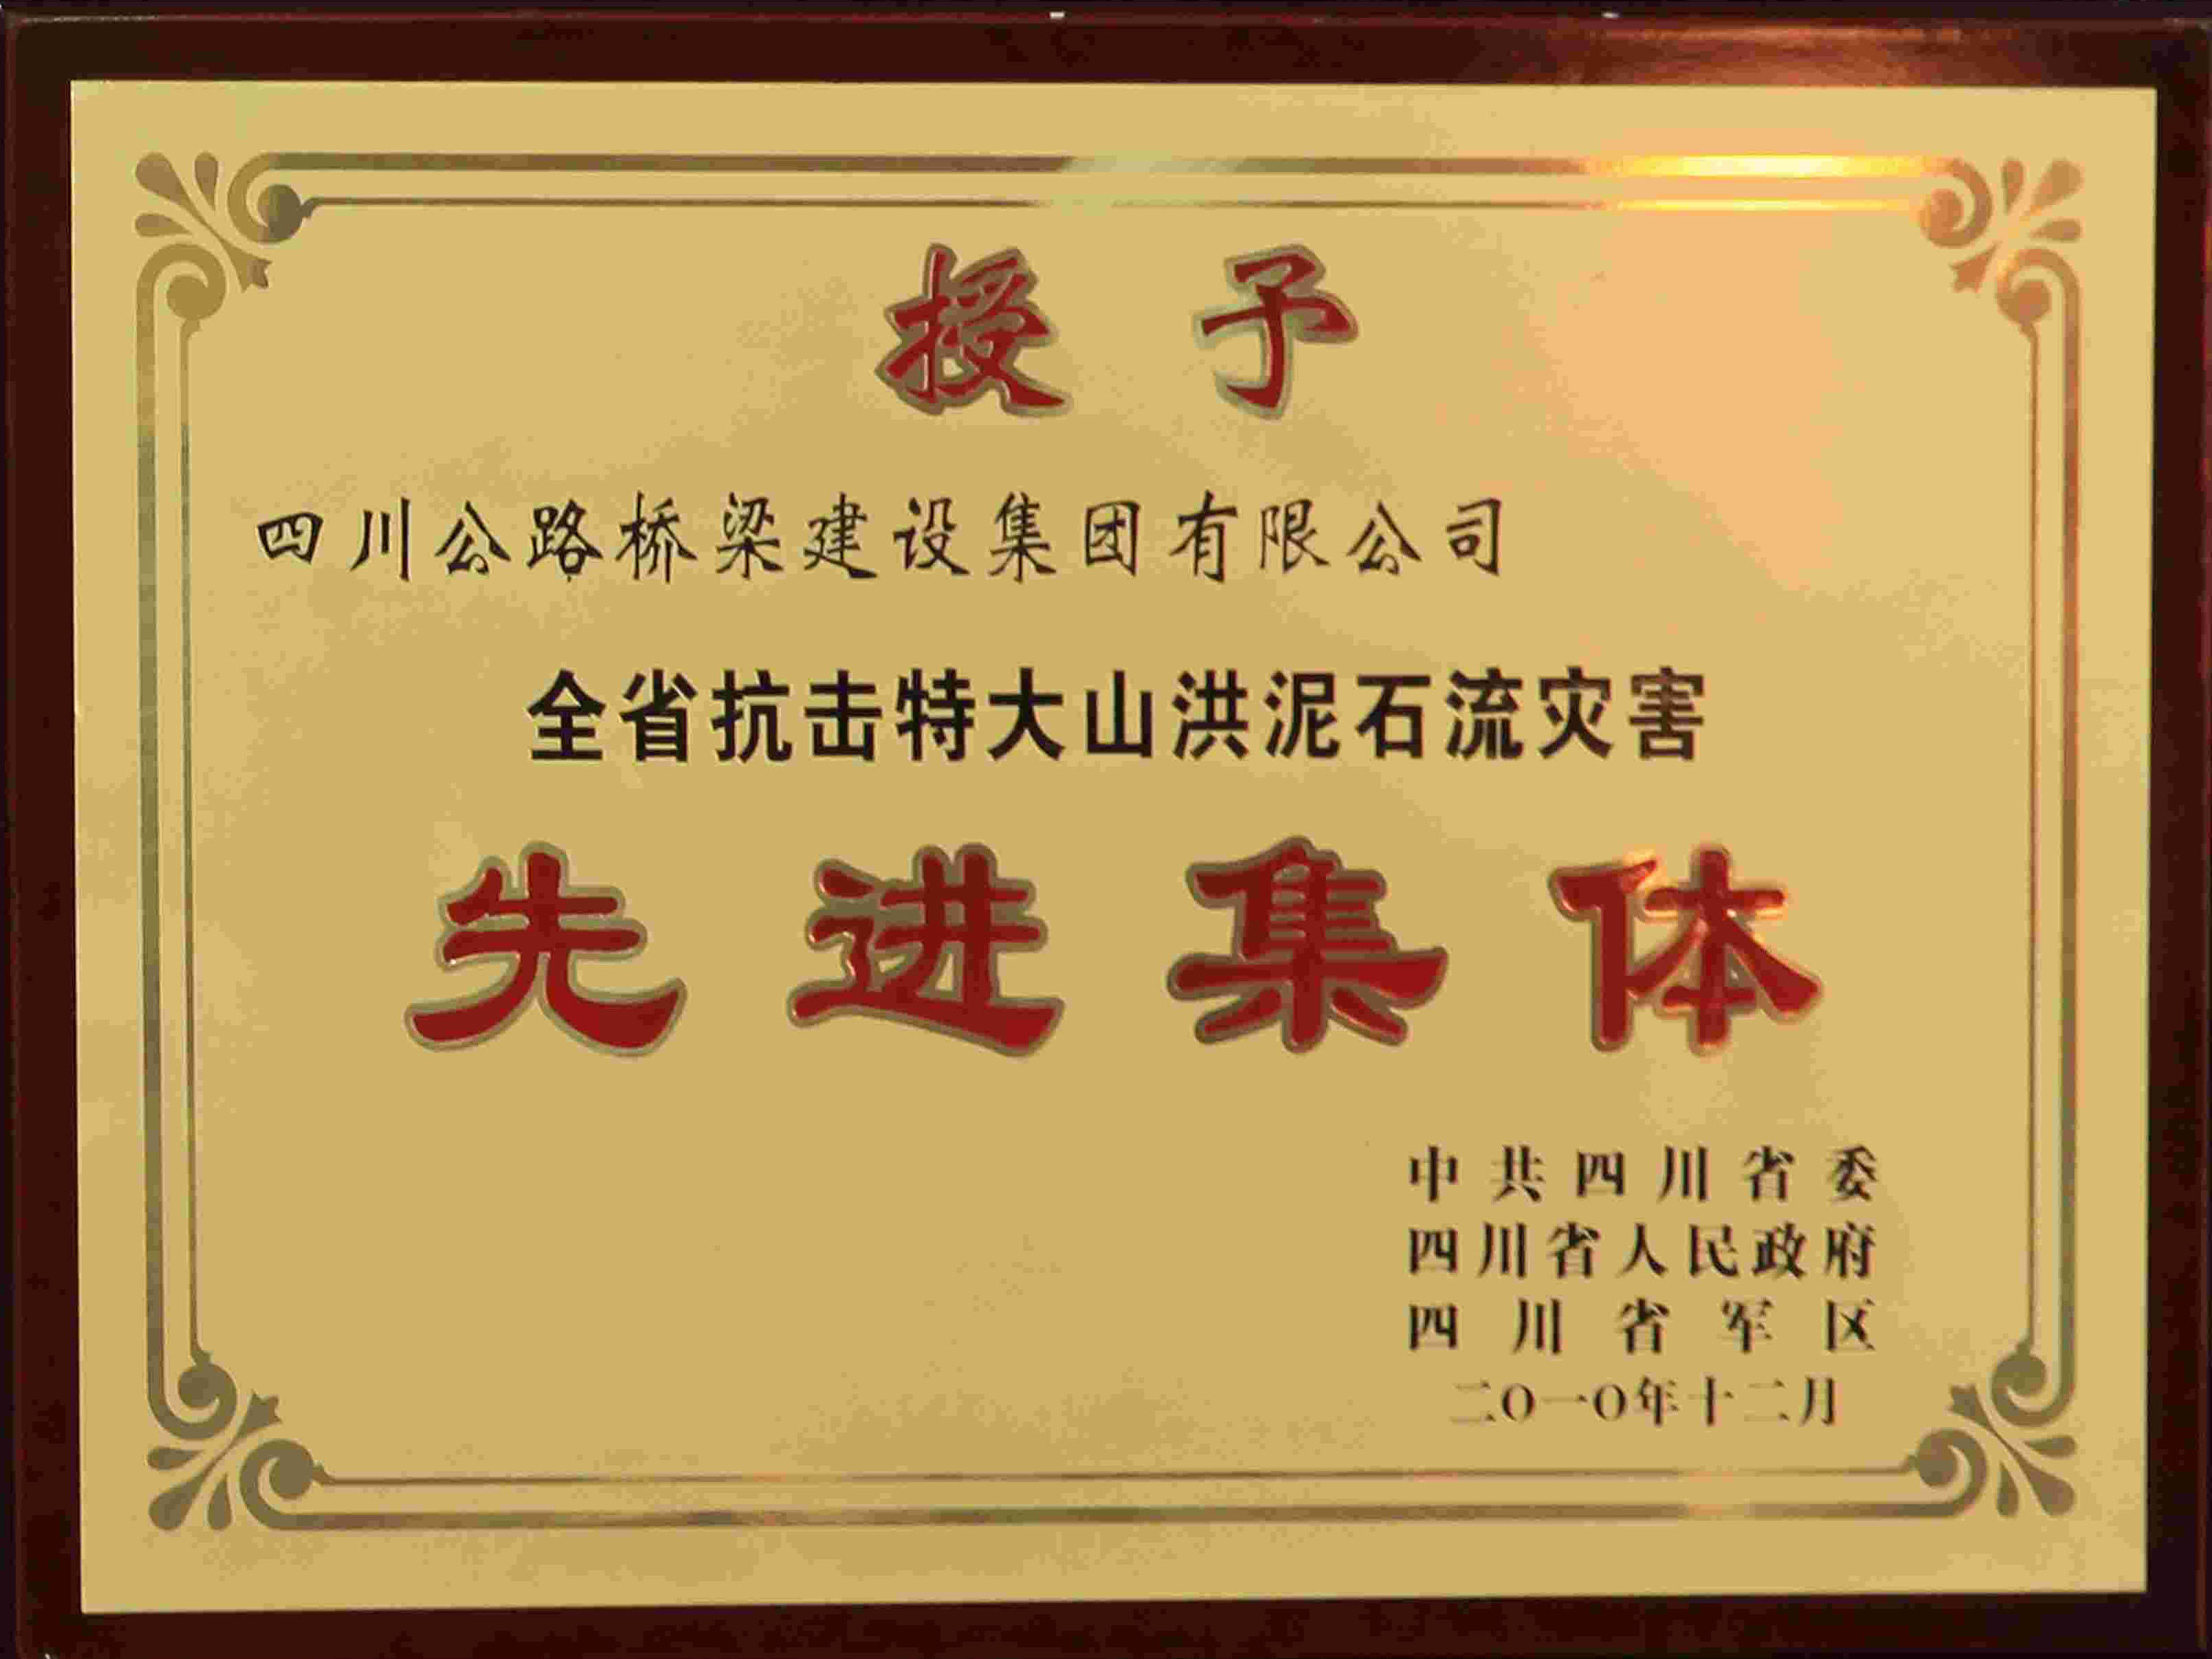 授予
四川公路桥梁建设集团有限公司
全省抗击特大山洪泥石流灾害
先进集体
中共四川省委
四川省人民政府
四川省军区
二〇一〇年十二月